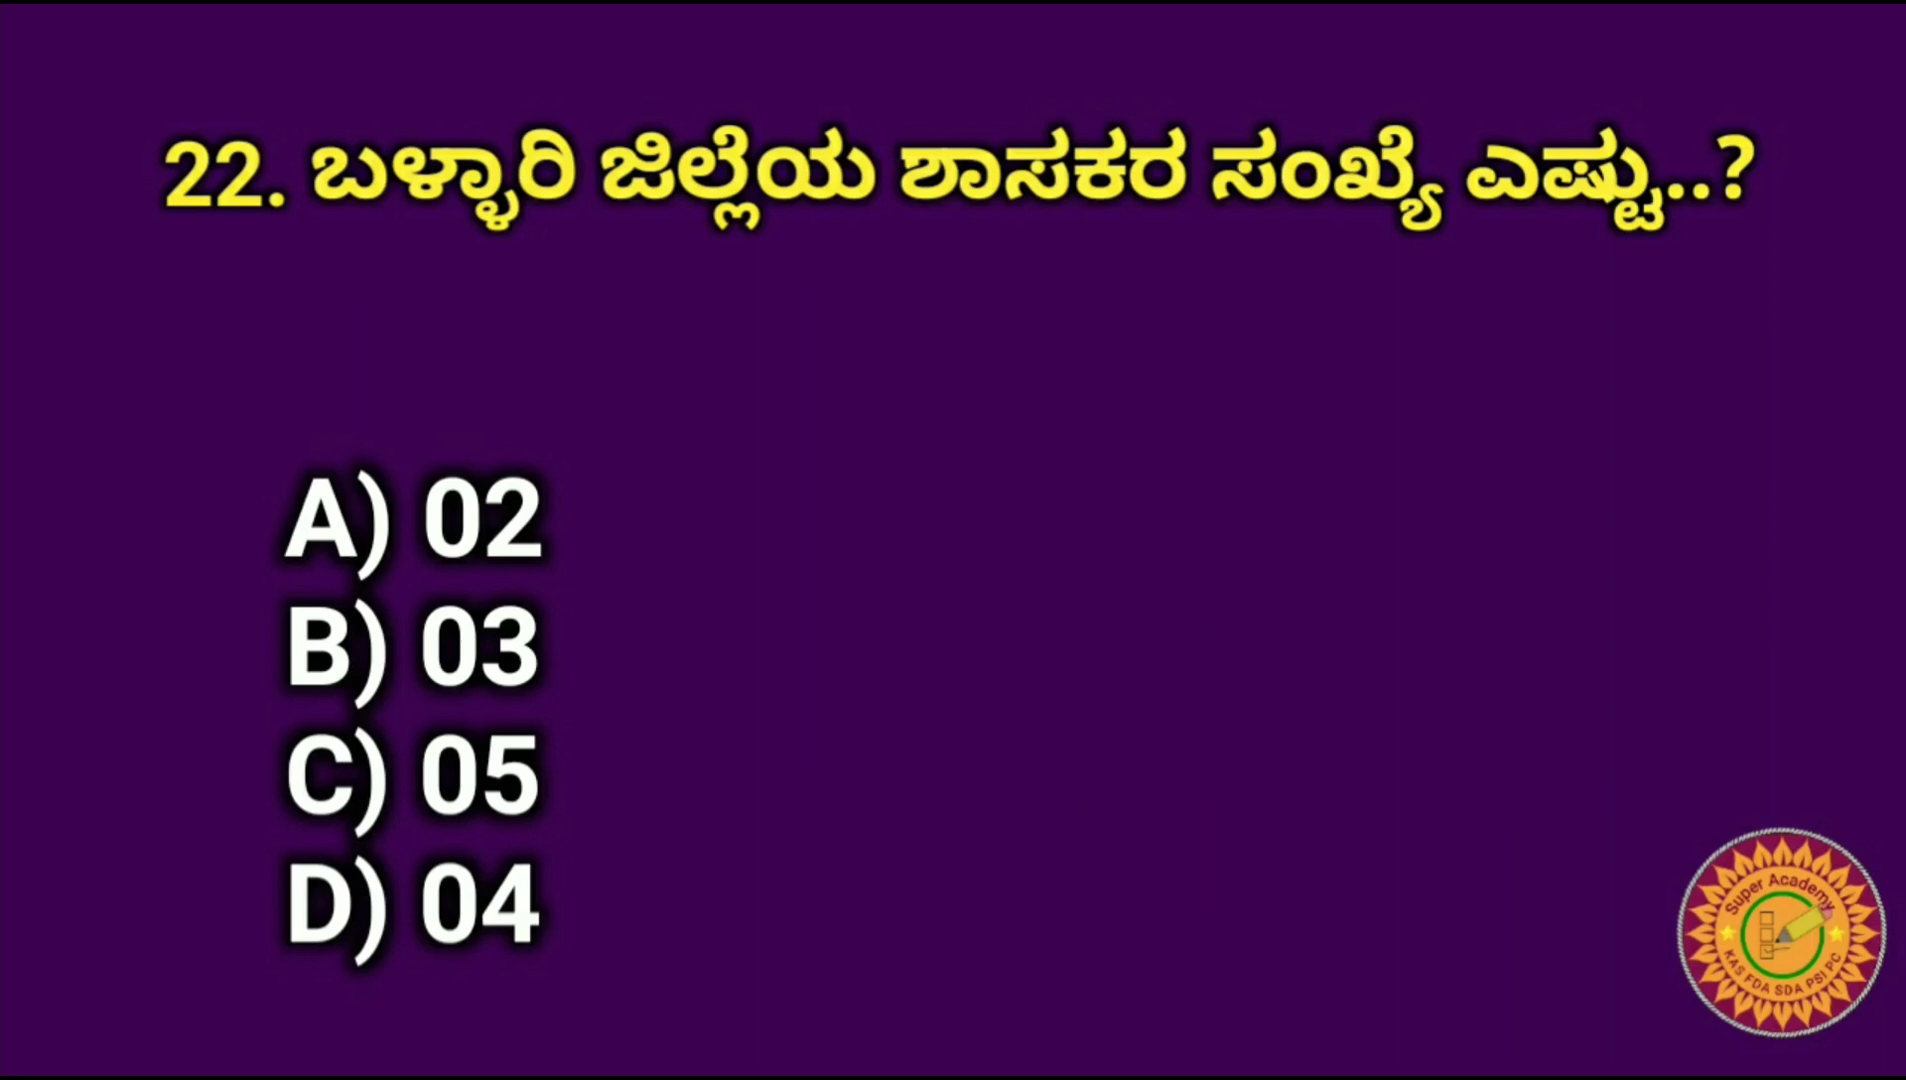 22. ಬಳ್ಳಾರಿ ಜಿಲ್ಲೆಯ ಶಾಸಕರ ಸಂಖ್ಯೆ ಎಷ್ಟು..?
A) 02
B) 03
C) 05
D) 04
Super Academy
KAS FDA SDA PSI PC